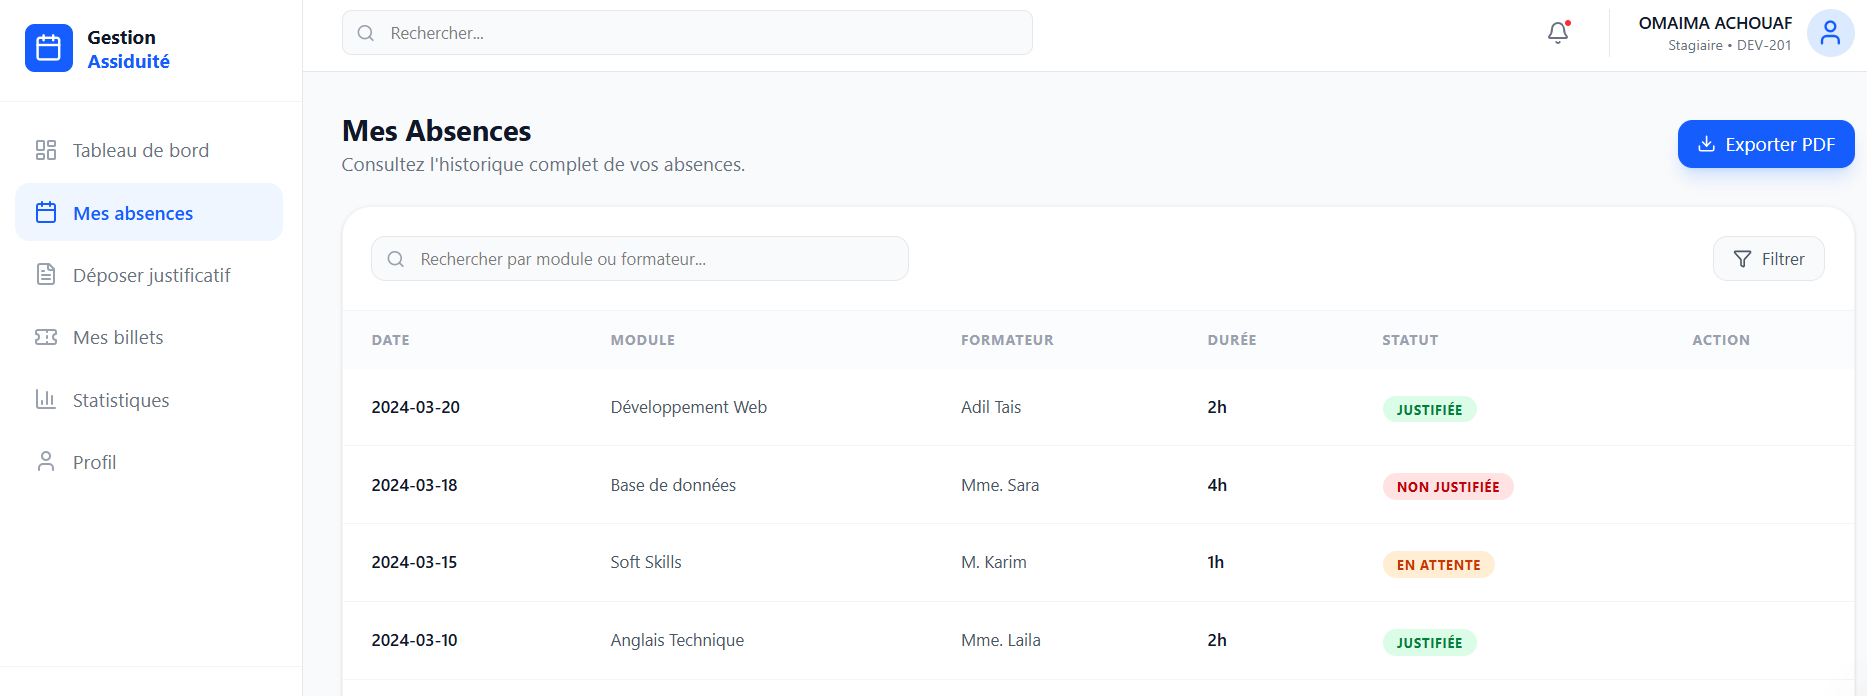 Gestion
Assiduité
Rechercher...
OMAIMA ACHOUAF
Stagiaire • DEV-201
Tableau de bord
Mes absences
Déposer justificatif
Mes billets
Statistiques
Profil
Mes Absences
Consultez l'historique complet de vos absences.
Exporter PDF
Rechercher par module ou formateur...
Filtrer
DATE MODULE FORMATEUR DURÉE STATUT ACTION
2024-03-20 Développement Web Adil Tais 2h JUSTIFIÉE
2024-03-18 Base de données Mme. Sara 4h NON JUSTIFIÉE
2024-03-15 Soft Skills M. Karim 1h EN ATTENTE
2024-03-10 Anglais Technique Mme. Laila 2h JUSTIFIÉE